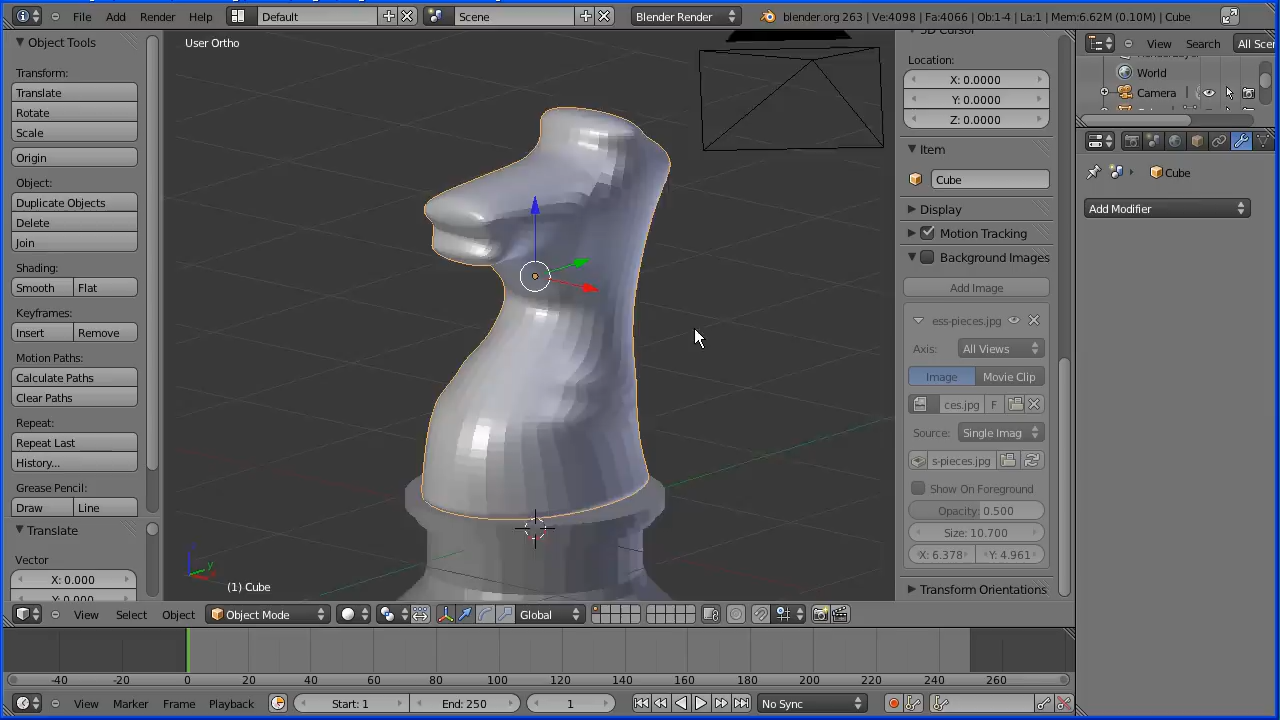 File Add Render Help Default Scene Blender Render blender.org 263 | Ve:4098 | Fa:4066 | Ob:1-4 | La:1 | Mem:6.62M (0.10M) | Cube
Object Tools
Transform:
Translate
Rotate
Scale
Origin
Object:
Duplicate Objects
Delete
Join
Shading:
Smooth Flat
Keyframes:
Insert Remove
Motion Paths:
Calculate Paths
Clear Paths
Repeat:
Repeat Last
History...
Grease Pencil:
Draw Line
Translate
Vector
X: 0.000
User Ortho
z
y
(1) Cube
3D Cursor
Location:
X: 0.0000
Y: 0.0000
Z: 0.0000
Item
Cube
Display
Motion Tracking
Background Images
Add Image
ess-pieces.jpg
Axis: All Views
Image Movie Clip
ces.jpg F
Source: Single Imag
s-pieces.jpg
Show On Foreground
Opacity: 0.500
Size: 10.700
X: 6.378 Y: 4.961
Transform Orientations
View Search All Scen
World
Camera
Cube
Add Modifier
View Select Object Object Mode Global
-40 -20 0 20 40 60 80 100 120 140 160 180 200 220 240 260
View Marker Frame Playback Start: 1 End: 250 1 No Sync